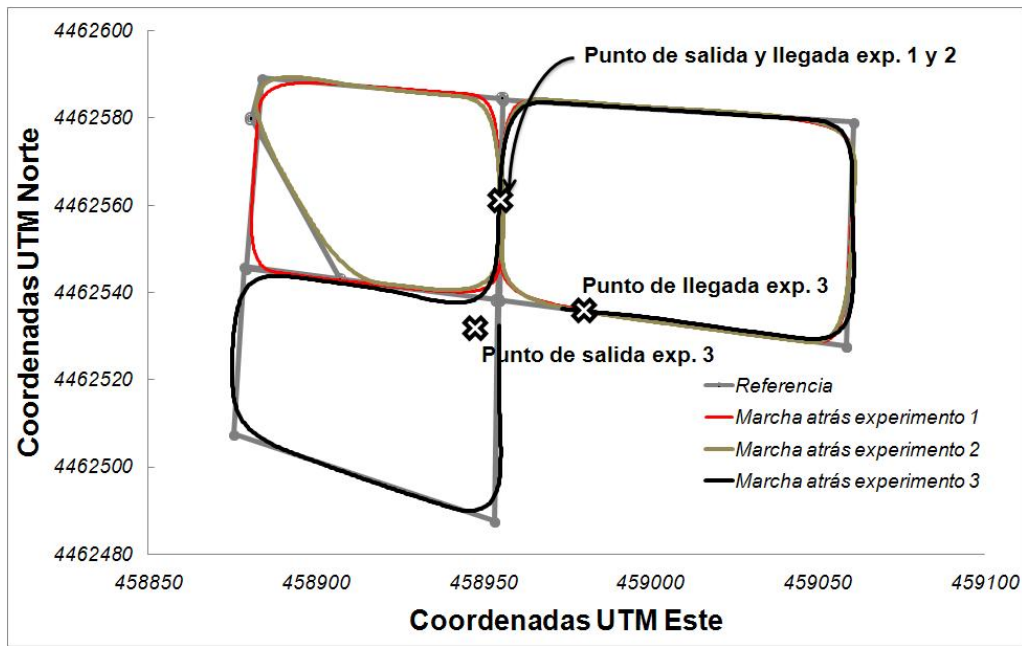 4462600
4462580
4462560
4462540
4462520
4462500
4462480
Coordenadas UTM Norte
Punto de salida y llegada exp. 1 y 2
Punto de llegada exp. 3
Punto de salida exp. 3
Referencia
Marcha atrás experimento 1
Marcha atrás experimento 2
Marcha atrás experimento 3
458850 458900 458950 459000 459050 459100
Coordenadas UTM Este